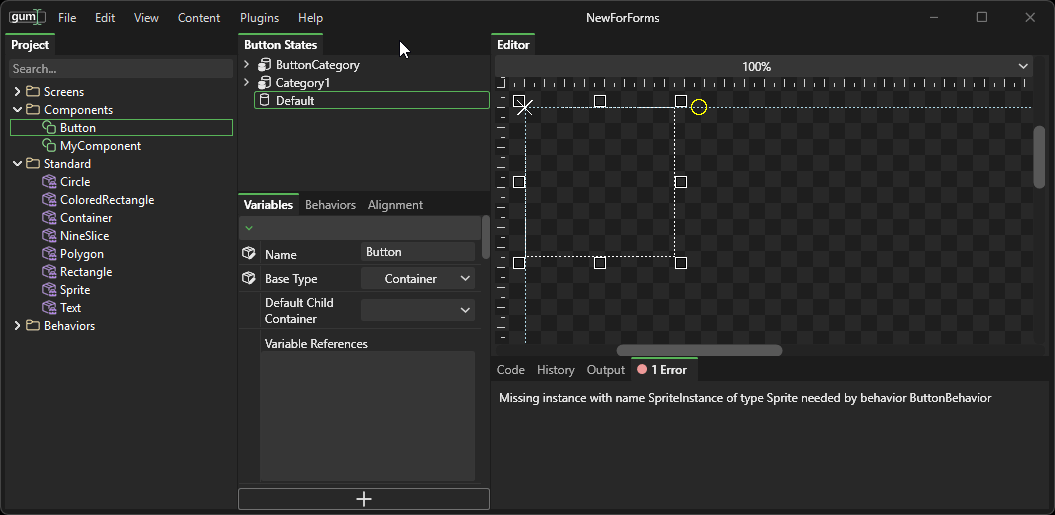 gum File Edit View Content Plugins Help NewForForms
Project
Search...
Screens
Components
Button
MyComponent
Standard
Circle
ColoredRectangle
Container
NineSlice
Polygon
Rectangle
Sprite
Text
Behaviors
Button States
ButtonCategory
Category1
Default
Variables Behaviors Alignment
Name Button
Base Type Container
Default Child
Container
Variable References
Editor
100%
Code History Output 1 Error
Missing instance with name SpriteInstance of type Sprite needed by behavior ButtonBehavior